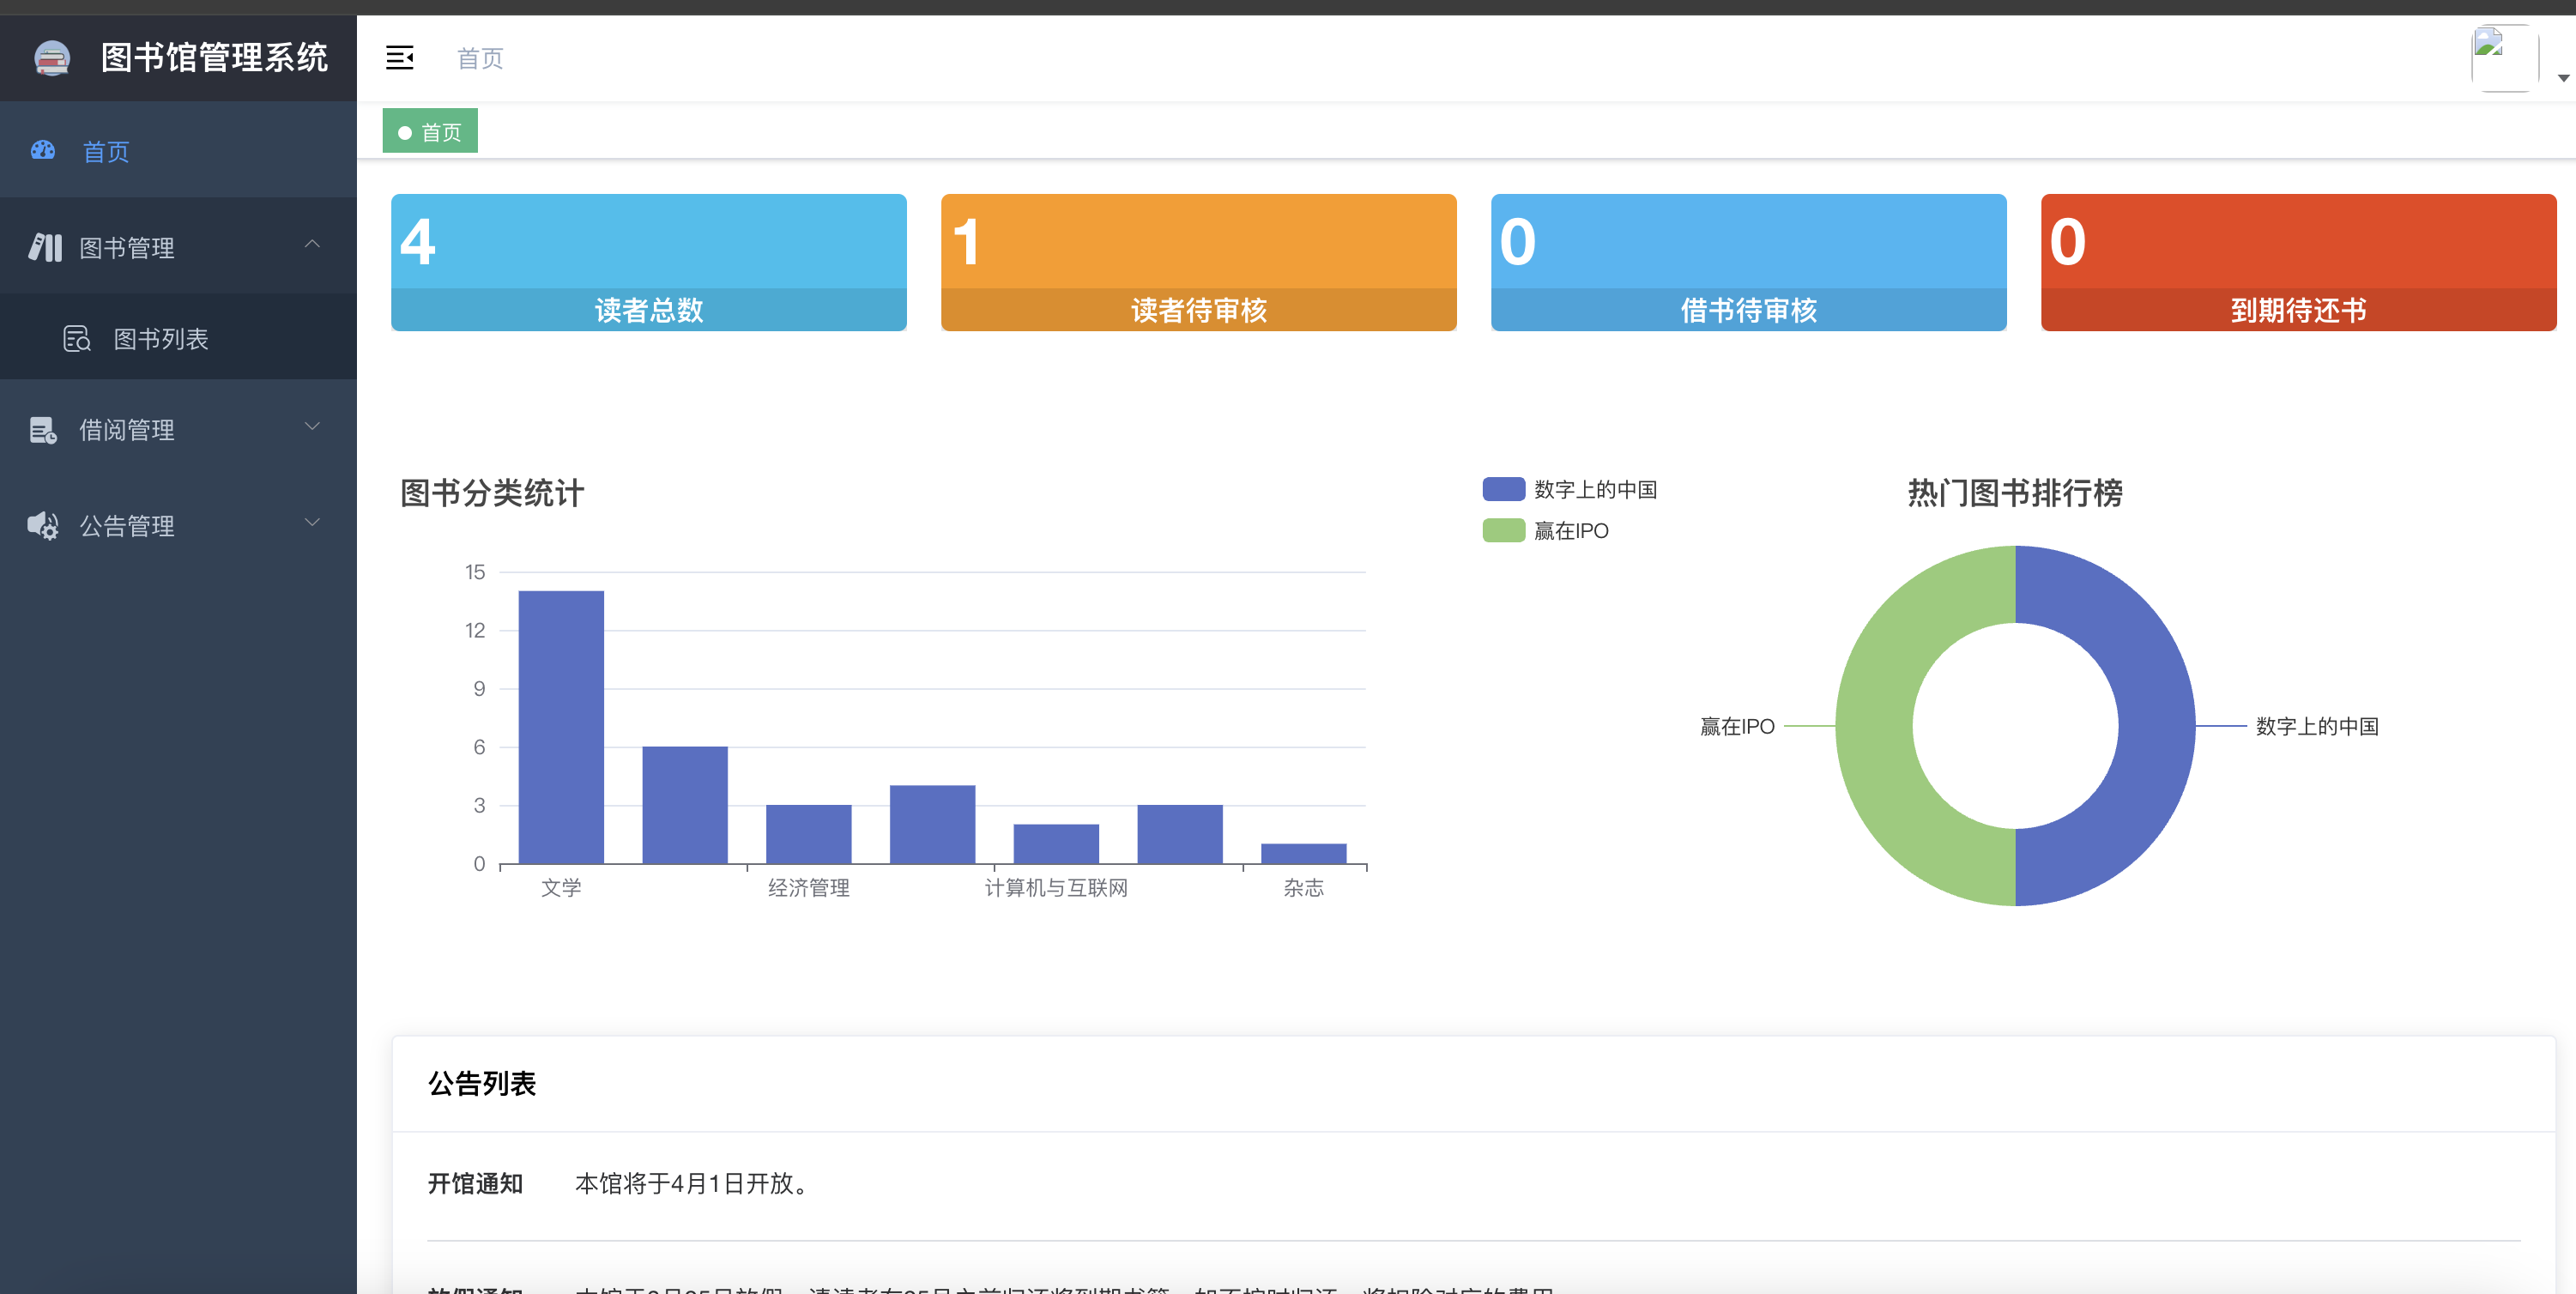 图书馆管理系统
首页
首页
首页
图书管理
图书列表
借阅管理
公告管理
4
读者总数
1
读者待审核
0
借书待审核
0
到期待还书
图书分类统计
15
12
9
6
3
0
文学
经济管理
计算机与互联网
杂志
数字上的中国
赢在IPO
热门图书排行榜
赢在IPO
数字上的中国
公告列表
开馆通知 本馆将于4月1日开放。